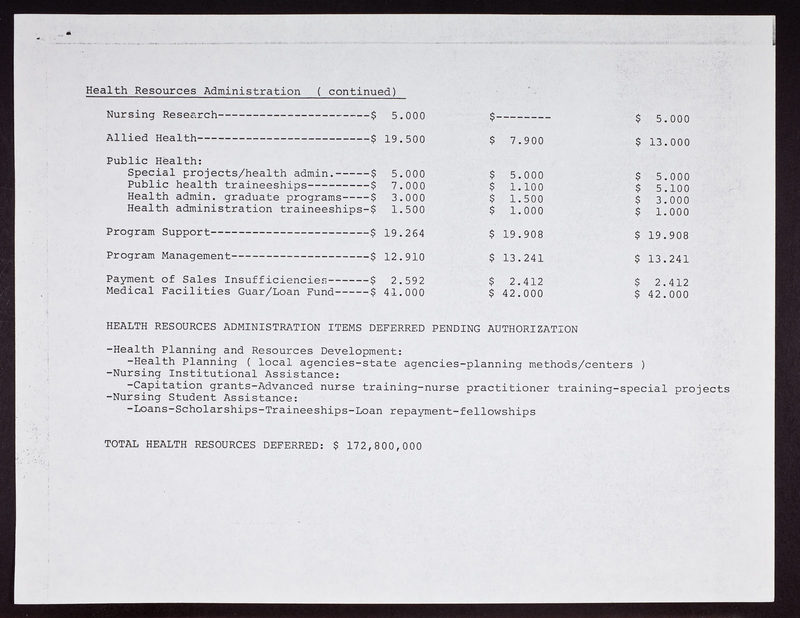 Health Resources Administration ( continued)
Nursing Research----------------------$ 5.000 $-------- $ 5.000
Allied Health-------------------------$ 19.500 $ 7.900 $ 13.000
Public Health:
Special projects/health admin.-----$ 5.000 $ 5.000 $ 5.000
Public health traineeships---------$ 7.000 $ 1.100 $ 5.100
Health admin. graduate programs----$ 3.000 $ 1.500 $ 3.000
Health administration traineeships-$ 1.500 $ 1.000 $ 1.000
Program Support-----------------------$ 19.264 $ 19.908 $ 19.908
Program Management--------------------$ 12.910 $ 13.241 $ 13.241
Payment of Sales Insufficiencies------$ 2.592 $ 2.412 $ 2.412
Medical Facilities Guar/Loan Fund-----$ 41.000 $ 42.000 $ 42.000
HEALTH RESOURCES ADMINISTRATION ITEMS DEFERRED PENDING AUTHORIZATION
-Health Planning and Resources Development:
-Health Planning ( local agencies-state agencies-planning methods/centers )
-Nursing Institutional Assistance:
-Capitation grants-Advanced nurse training-nurse practitioner training-special projects
-Nursing Student Assistance:
-Loans-Scholarships-Traineeships-Loan repayment-fellowships
TOTAL HEALTH RESOURCES DEFERRED: $ 172,800,000